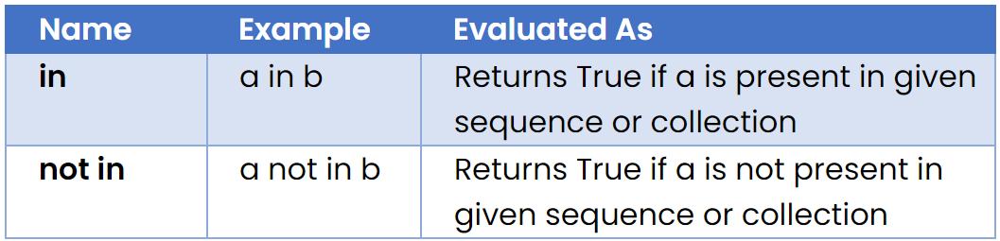 Name Example Evaluated As
in a in b Returns True if a is present in given
sequence or collection
not in a not in b Returns True if a is not present in
given sequence or collection